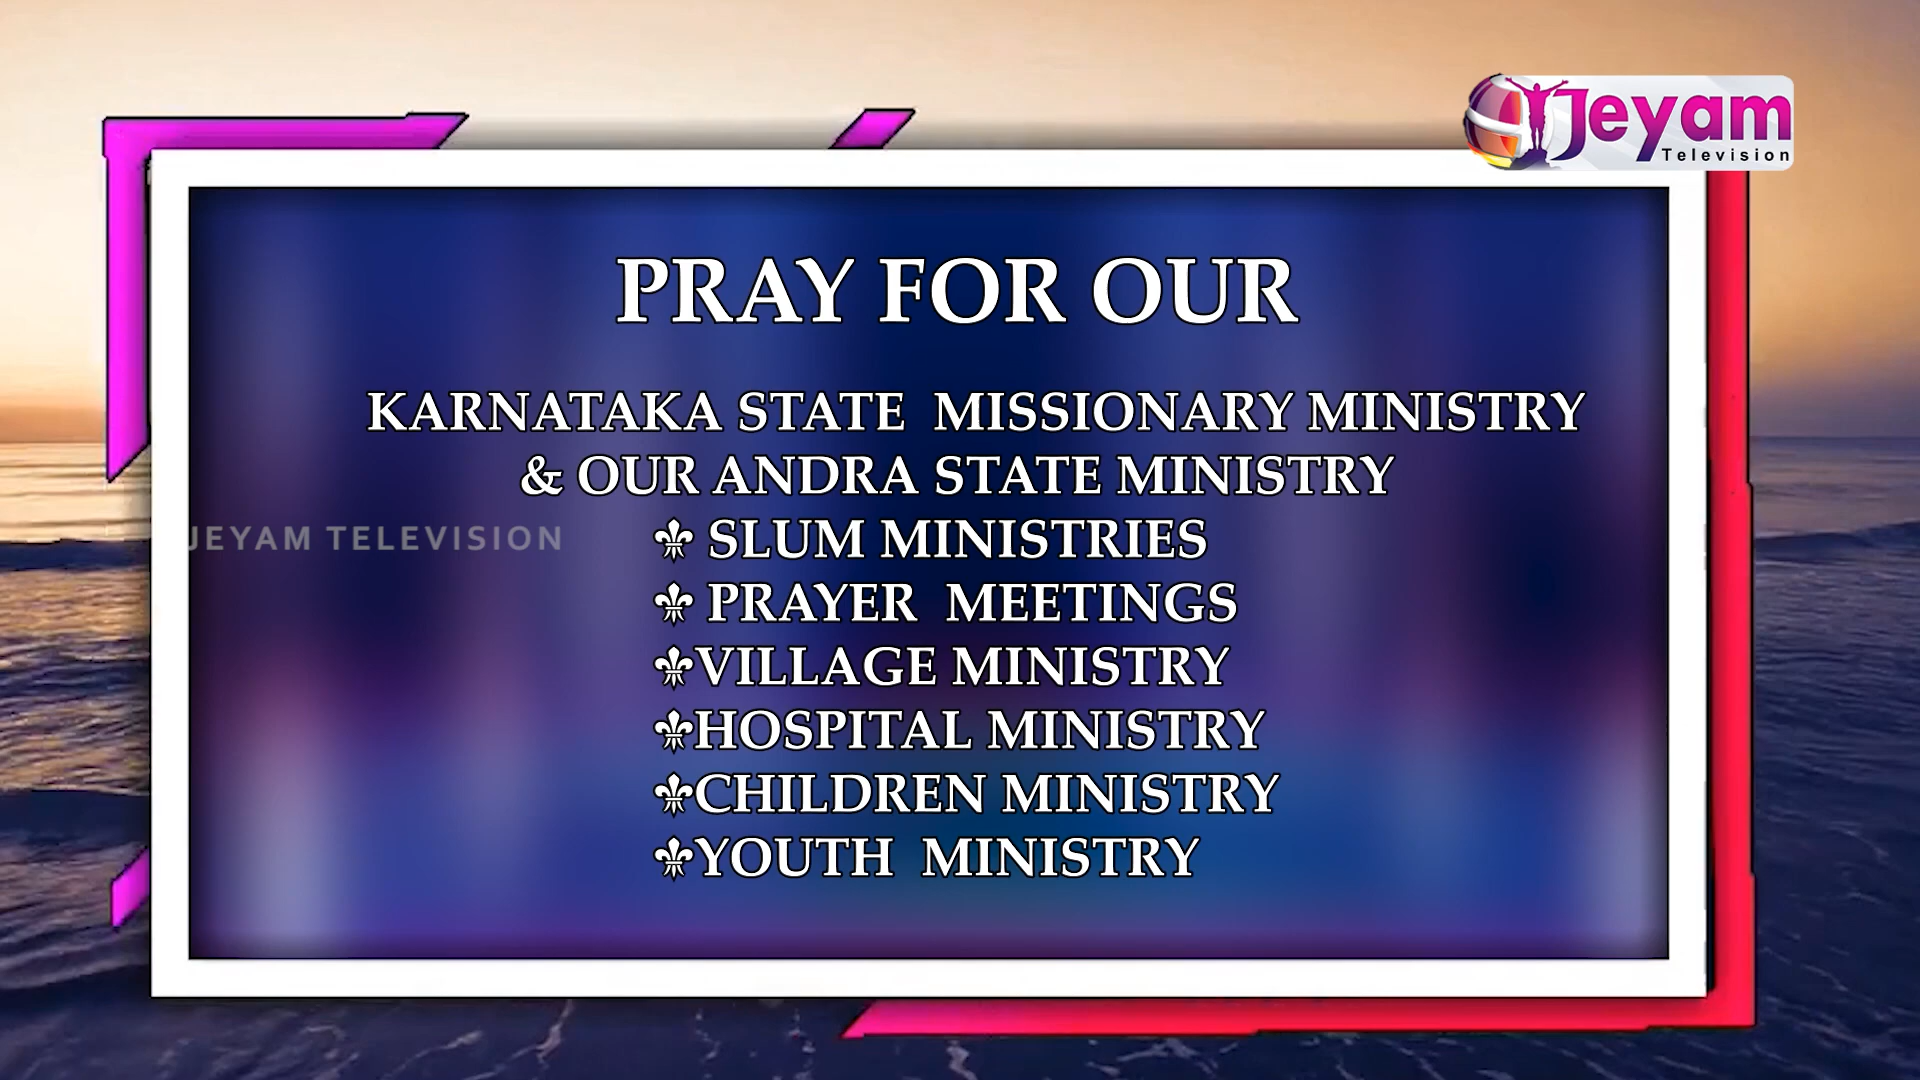 Jeyam
Television
PRAY FOR OUR
KARNATAKA STATE MISSIONARY MINISTRY
& OUR ANDRA STATE MINISTRY
JEYAM TELEVISION
⚜ SLUM MINISTRIES
⚜ PRAYER MEETINGS
⚜VILLAGE MINISTRY
⚜HOSPITAL MINISTRY
⚜CHILDREN MINISTRY
⚜YOUTH MINISTRY